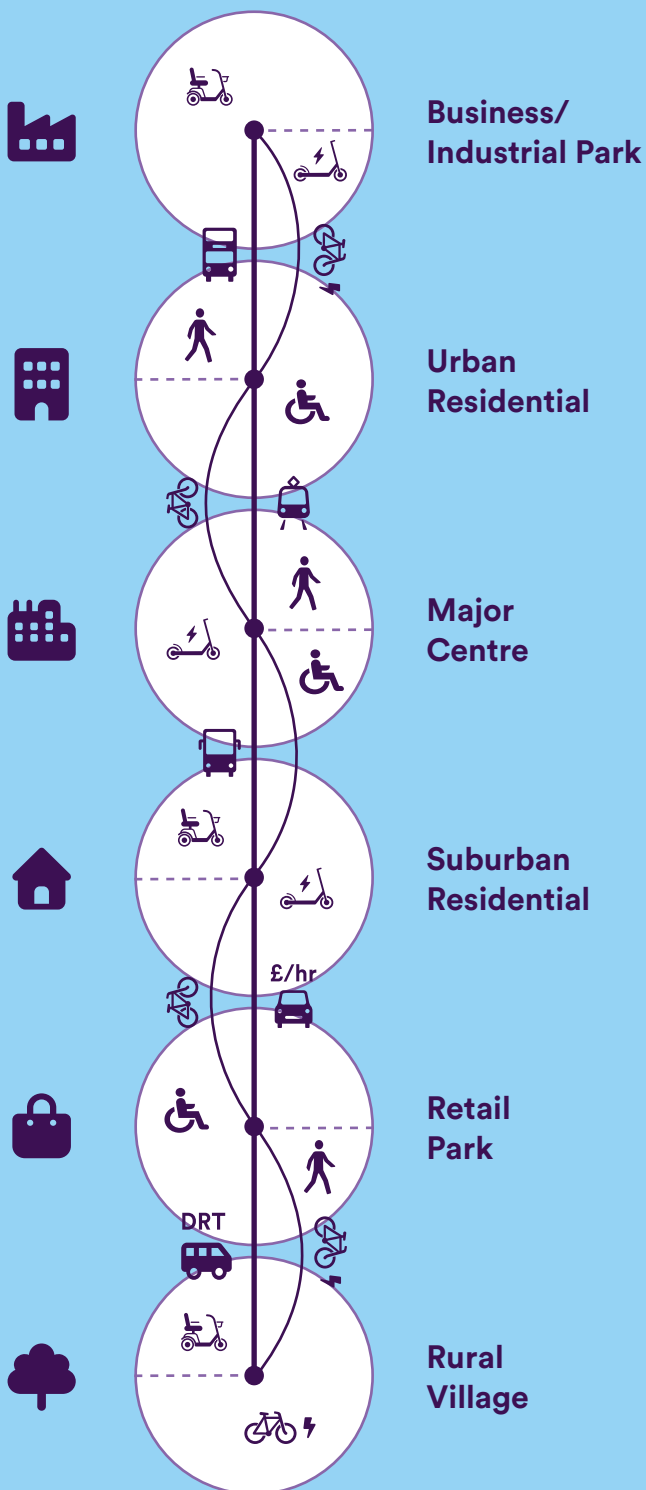 Business/
Industrial Park
Urban
Residential
Major
Centre
Suburban
Residential
£/hr
Retail
Park
DRT
Rural
Village